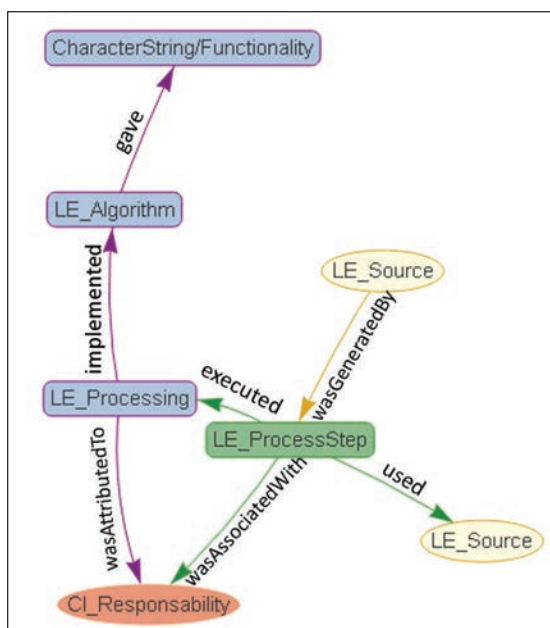 CharacterString/Functionality
gave
LE_Algorithm
LE_Source
implemented
wasGeneratedBy
executed
LE_Processing
LE_ProcessStep
used
wasAttributedTo
wasAssociatedWith
LE_Source
CI_Responsability